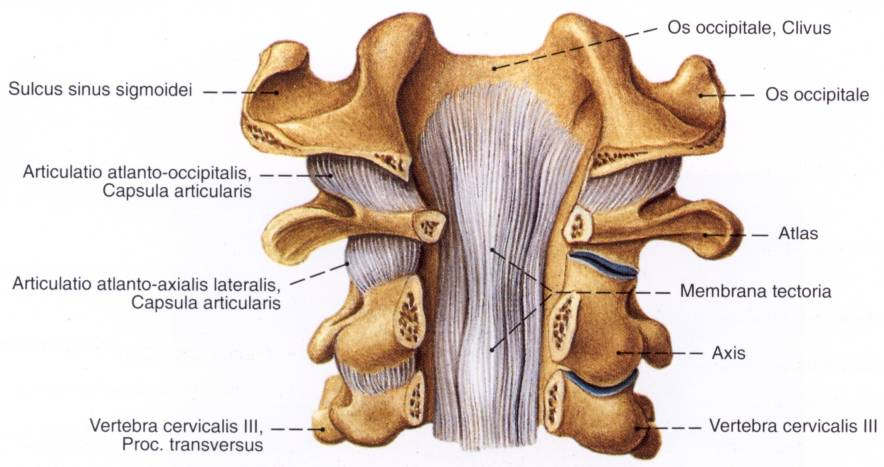 Os occipitale, Clivus
Sulcus sinus sigmoidei
Os occipitale
Articulatio atlanto-occipitalis,
Capsula articularis
Atlas
Articulatio atlanto-axialis lateralis,
Capsula articularis
Membrana tectoria
Axis
Vertebra cervicalis III,
Proc. transversus
Vertebra cervicalis III